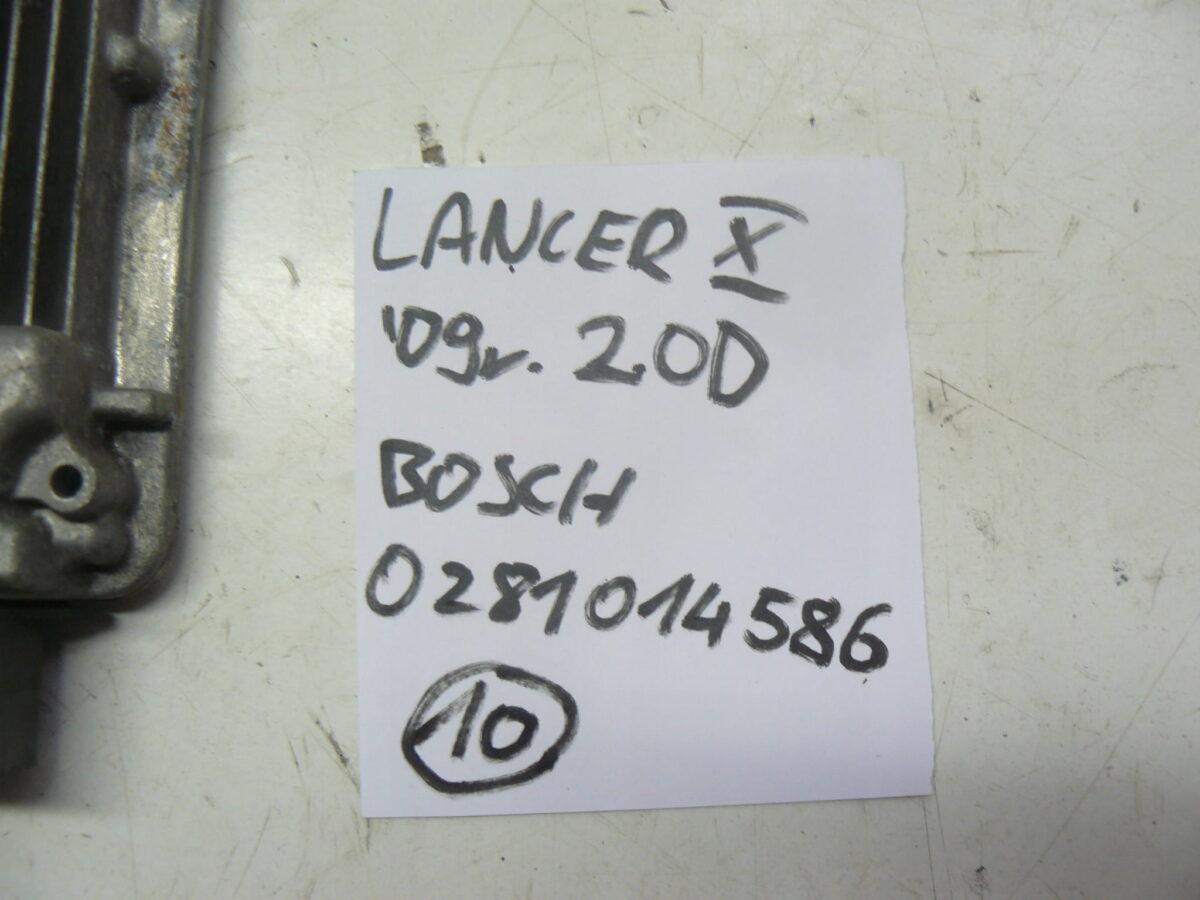 LANCER X
'09r. 2.0D
BOSCH
0281014586
10